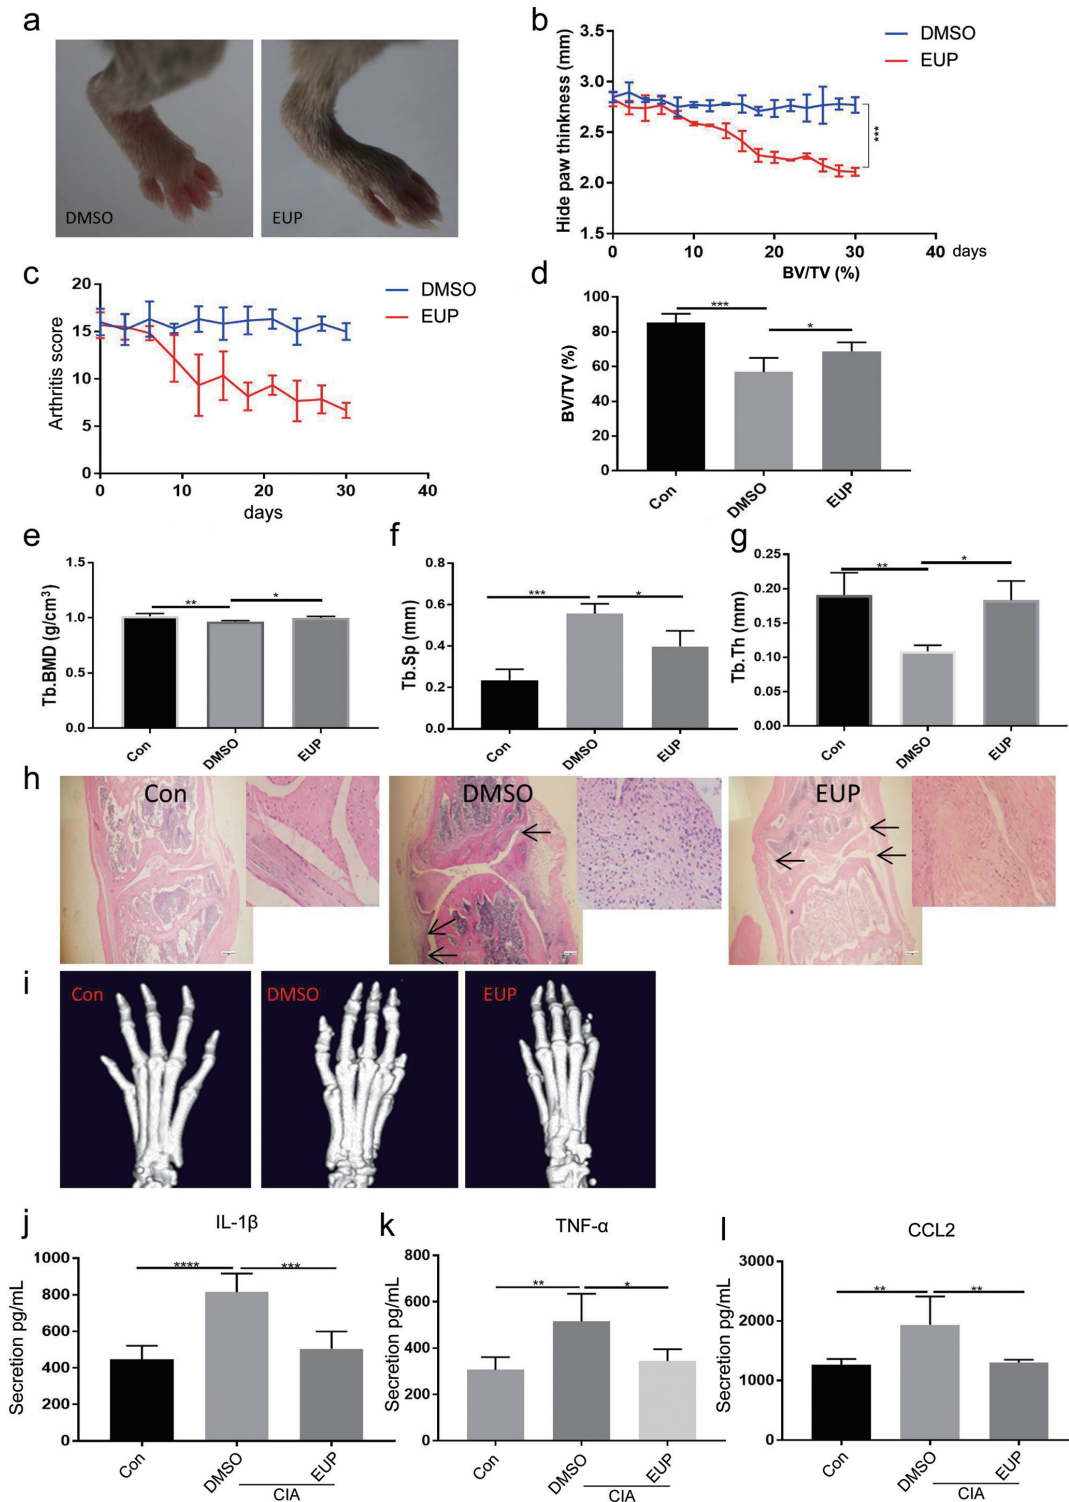 a
DMSO
EUP
b
DMSO
EUP
Hide paw thinkness (mm)
3.5
3.0
2.5
2.0
1.5
0 10 20 30 40 days
***
c
DMSO
EUP
Arthritis score
20
15
10
5
0
0 10 20 30 40
days
d
BV/TV (%)
BV/TV (%)
100
80
60
40
20
0
*** *
Con DMSO EUP
e
Tb.BMD (g/cm³)
1.5
1.0
0.5
0.0
** *
Con DMSO EUP
f
Tb.Sp (mm)
0.8
0.6
0.4
0.2
0.0
*** *
Con DMSO EUP
g
Tb.Th (mm)
0.25
0.20
0.15
0.10
0.05
0.00
** *
Con DMSO EUP
h
Con
DMSO
EUP
i
Con
DMSO
EUP
j
IL-1β
Secretion pg/mL
1000
800
600
400
200
0
**** ***
Con DMSO EUP
CIA
k
TNF-α
Secretion pg/mL
800
600
400
200
0
** *
Con DMSO EUP
CIA
l
CCL2
Secretion pg/mL
3000
2000
1000
0
** **
Con DMSO EUP
CIA